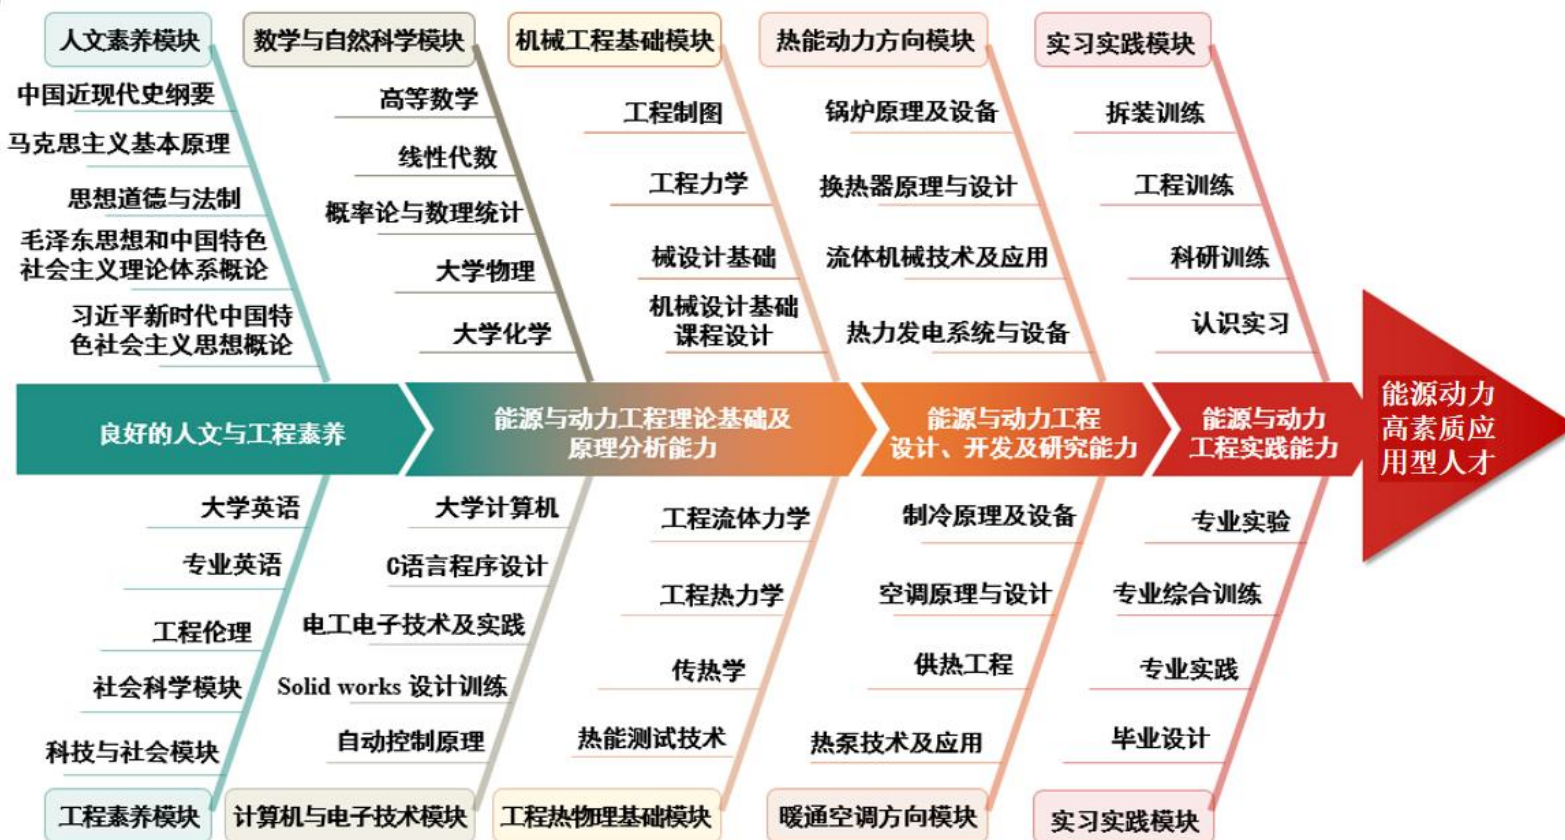 人文素养模块
中国近现代史纲要
马克思主义基本原理
思想道德与法制
毛泽东思想和中国特色
社会主义理论体系概论
习近平新时代中国特
色社会主义思想概论
数学与自然科学模块
高等数学
线性代数
概率论与数理统计
大学物理
大学化学
机械工程基础模块
工程制图
工程力学
械设计基础
机械设计基础
课程设计
热能动力方向模块
锅炉原理及设备
换热器原理与设计
流体机械技术及应用
热力发电系统与设备
实习实践模块
拆装训练
工程训练
科研训练
认识实习
良好的人文与工程素养
能源与动力工程理论基础及
原理分析能力
能源与动力工程
设计、开发及研究能力
能源与动力
工程实践能力
能源动力
高素质应
用型人才
大学英语
专业英语
工程伦理
社会科学模块
科技与社会模块
工程素养模块
大学计算机
C语言程序设计
电工电子技术及实践
Solid works 设计训练
自动控制原理
计算机与电子技术模块
工程流体力学
工程热力学
传热学
热能测试技术
工程热物理基础模块
制冷原理及设备
空调原理与设计
供热工程
热泵技术及应用
暖通空调方向模块
专业实验
专业综合训练
专业实践
毕业设计
实习实践模块